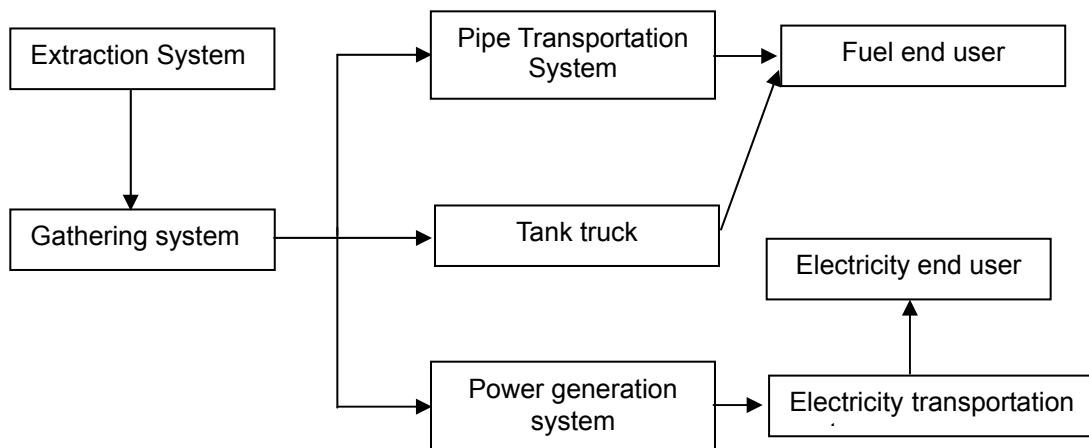 Extraction System
Pipe Transportation
System
Fuel end user
Gathering system
Tank truck
Electricity end user
Power generation
system
Electricity transportation